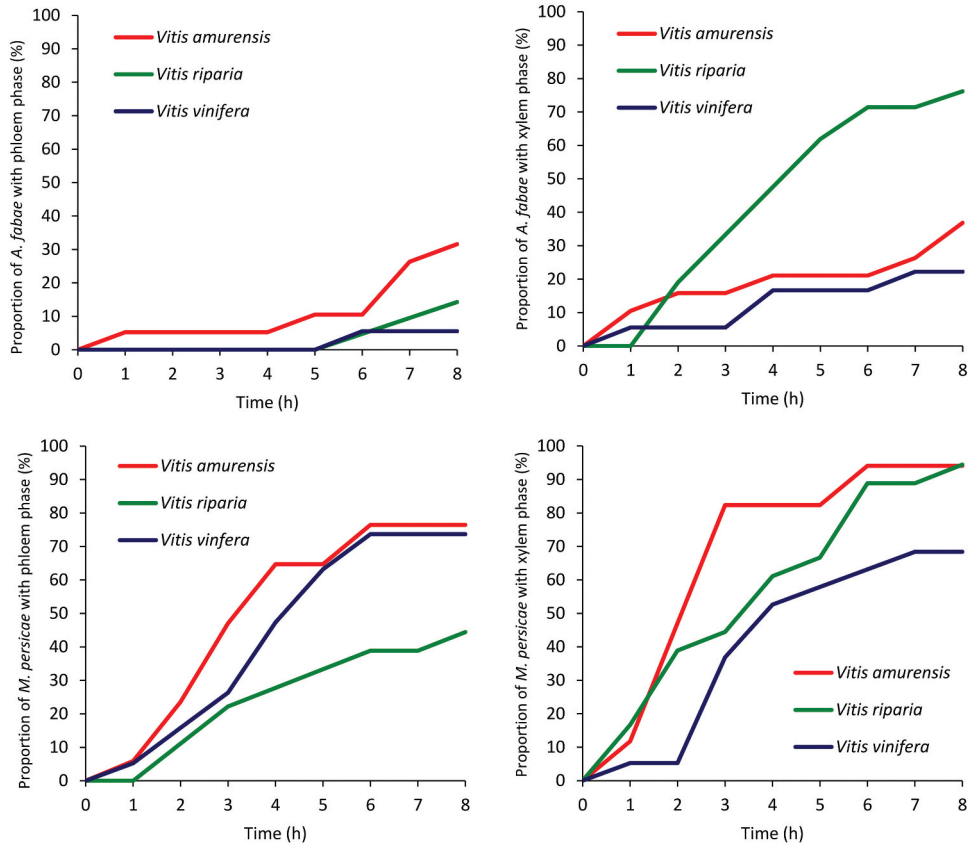 Proportion of A. fabae with phloem phase (%)
100
90
80
70
60
50
40
30
20
10
0
Vitis amurensis
Vitis riparia
Vitis vinifera
0 1 2 3 4 5 6 7 8
Time (h)
Proportion of A. fabae with xylem phase (%)
100
90
80
70
60
50
40
30
20
10
0
Vitis amurensis
Vitis riparia
Vitis vinifera
0 1 2 3 4 5 6 7 8
Time (h)
Proportion of M. persicae with phloem phase (%)
100
90
80
70
60
50
40
30
20
10
0
Vitis amurensis
Vitis riparia
Vitis vinfera
0 1 2 3 4 5 6 7 8
Time (h)
Proportion of M. persicae with xylem phase (%)
100
90
80
70
60
50
40
30
20
10
0
Vitis amurensis
Vitis riparia
Vitis vinifera
0 1 2 3 4 5 6 7 8
Time (h)